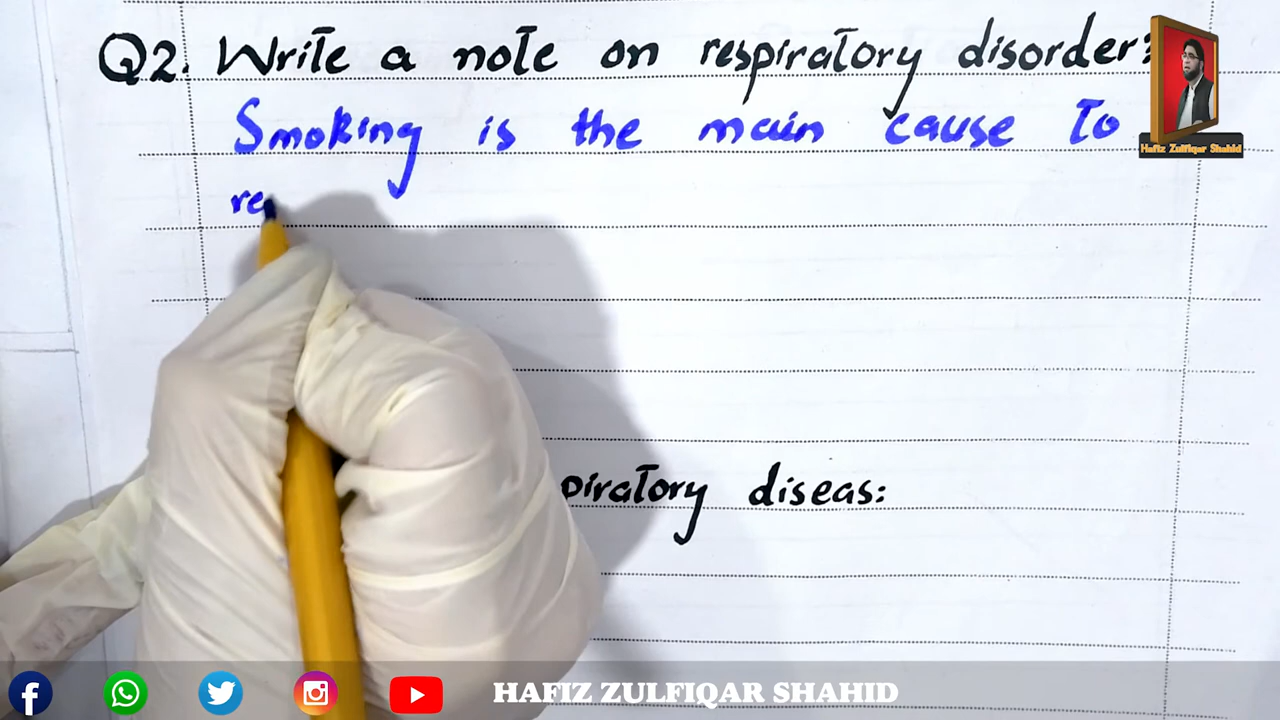 Q2. Write a note on respiratory disorder?
Smoking is the main cause to
re
piratory diseas:
Hafiz Zulfiqar Shahid
HAFIZ ZULFIQAR SHAHID